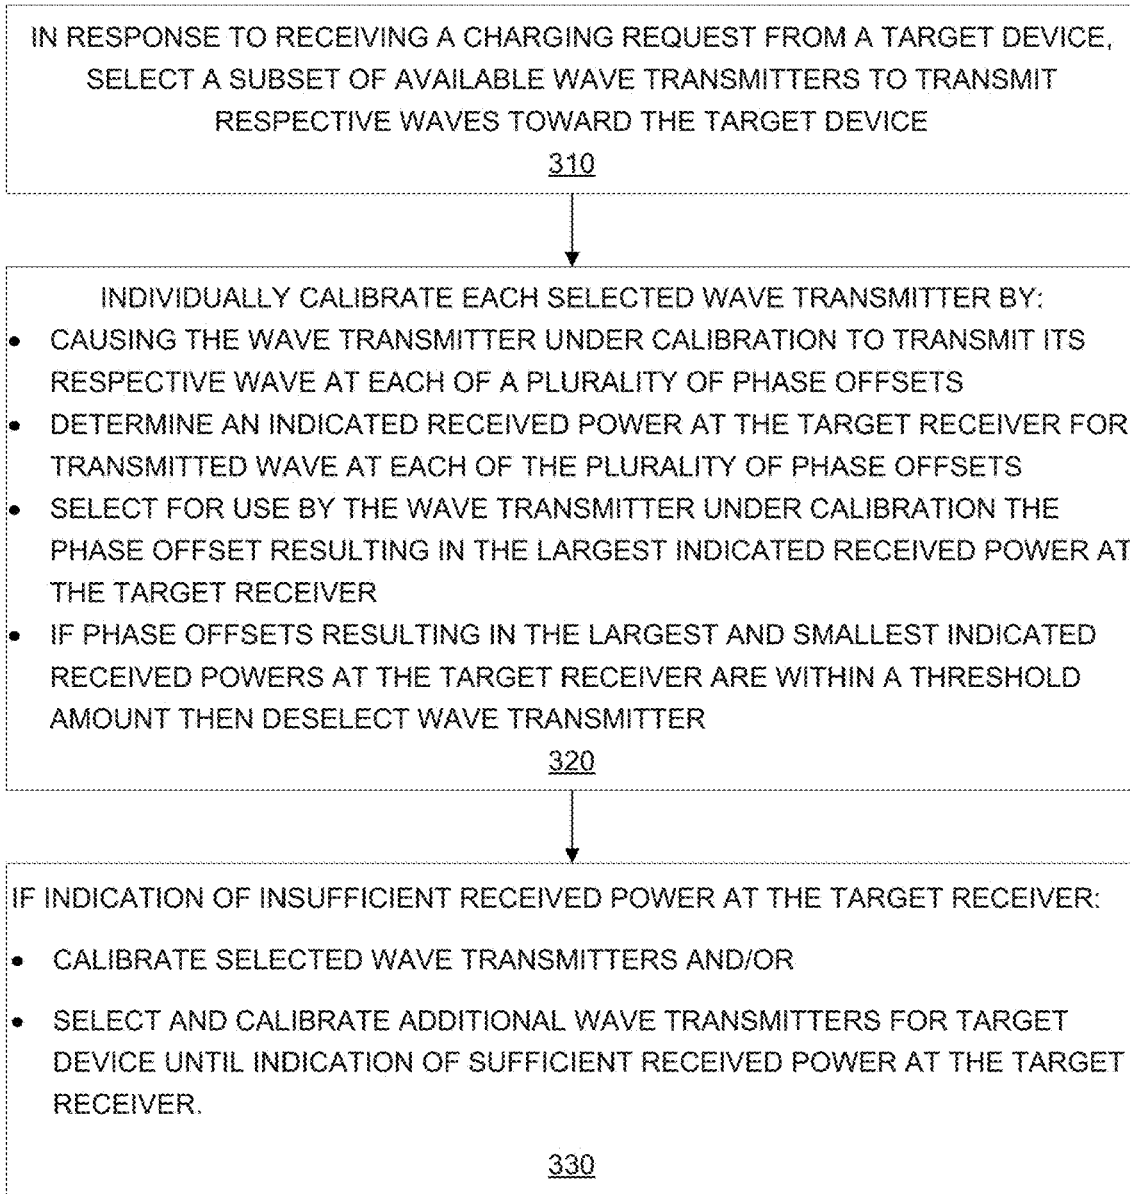 IN RESPONSE TO RECEIVING A CHARGING REQUEST FROM A TARGET DEVICE,
SELECT A SUBSET OF AVAILABLE WAVE TRANSMITTERS TO TRANSMIT
RESPECTIVE WAVES TOWARD THE TARGET DEVICE
310
INDIVIDUALLY CALIBRATE EACH SELECTED WAVE TRANSMITTER BY:
• CAUSING THE WAVE TRANSMITTER UNDER CALIBRATION TO TRANSMIT ITS
RESPECTIVE WAVE AT EACH OF A PLURALITY OF PHASE OFFSETS
• DETERMINE AN INDICATED RECEIVED POWER AT THE TARGET RECEIVER FOR
TRANSMITTED WAVE AT EACH OF THE PLURALITY OF PHASE OFFSETS
• SELECT FOR USE BY THE WAVE TRANSMITTER UNDER CALIBRATION THE
PHASE OFFSET RESULTING IN THE LARGEST INDICATED RECEIVED POWER AT
THE TARGET RECEIVER
• IF PHASE OFFSETS RESULTING IN THE LARGEST AND SMALLEST INDICATED
RECEIVED POWERS AT THE TARGET RECEIVER ARE WITHIN A THRESHOLD
AMOUNT THEN DESELECT WAVE TRANSMITTER
320
IF INDICATION OF INSUFFICIENT RECEIVED POWER AT THE TARGET RECEIVER:
• CALIBRATE SELECTED WAVE TRANSMITTERS AND/OR
• SELECT AND CALIBRATE ADDITIONAL WAVE TRANSMITTERS FOR TARGET
DEVICE UNTIL INDICATION OF SUFFICIENT RECEIVED POWER AT THE TARGET
RECEIVER.
330